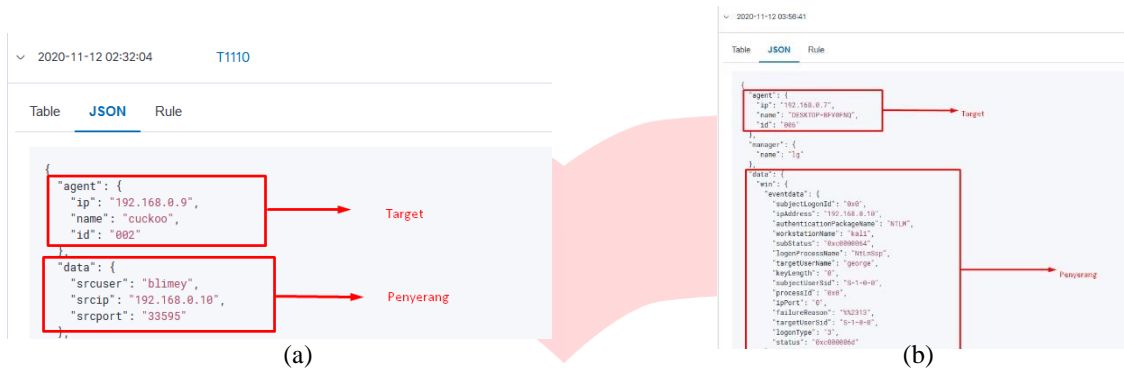 2020-11-12 02:32:04 T1110
Table JSON Rule
{
"agent": {
"ip": "192.168.0.9",
"name": "cuckoo",
"id": "002"
},
"data": {
"srcuser": "blimey",
"srcip": "192.168.0.10",
"srcport": "33595"
},
Target
Penyerang
(a)
2020-11-12 03:56:41
Table JSON Rule
{
"agent": {
"ip": "192.168.0.7",
"name":
"id": "005"
},
"manager": {
"name": "lg"
},
"data": {
"win": {
"eventdata": {
"subjectLogonId": "0x0",
"ipAddress": "192.168.0.10",
"authenticationPackageName": "NTLM",
"workstationName": "kali",
"subStatus": "0xc0000064",
"logonProcessName": "NtLmSsp",
"targetUserName": "george",
"keyLength": "0",
"subjectUserSid": "S-1-0-0",
"processId": "0x0",
"ipPort": "0",
"failureReason": "%%2313",
"targetUserSid": "S-1-0-0",
"logonType": "3",
"status": "0xc000006d"
Target
Penyerang
(b)